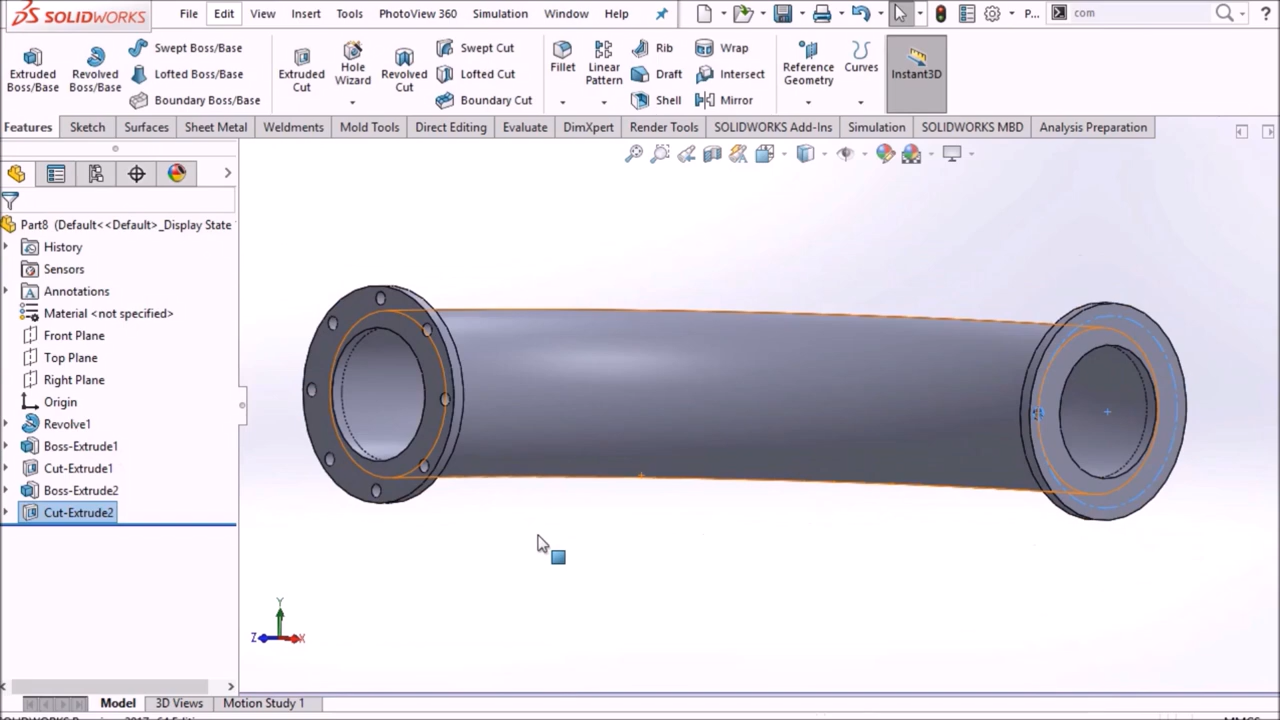 SOLIDWORKS File Edit View Insert Tools PhotoView 360 Simulation Window Help P... com ?
Extruded Boss/Base
Revolved Boss/Base
Swept Boss/Base
Lofted Boss/Base
Boundary Boss/Base
Extruded Cut
Hole Wizard
Revolved Cut
Swept Cut
Lofted Cut
Boundary Cut
Fillet
Linear Pattern
Rib
Draft
Shell
Wrap
Intersect
Mirror
Reference Geometry
Curves
Instant3D
Features Sketch Surfaces Sheet Metal Weldments Mold Tools Direct Editing Evaluate DimXpert Render Tools SOLIDWORKS Add-Ins Simulation SOLIDWORKS MBD Analysis Preparation
Part8 (Default<<Default>_Display State
History
Sensors
Annotations
Material <not specified>
Front Plane
Top Plane
Right Plane
Origin
Revolve1
Boss-Extrude1
Cut-Extrude1
Boss-Extrude2
Cut-Extrude2
Y
Z X
Model 3D Views Motion Study 1